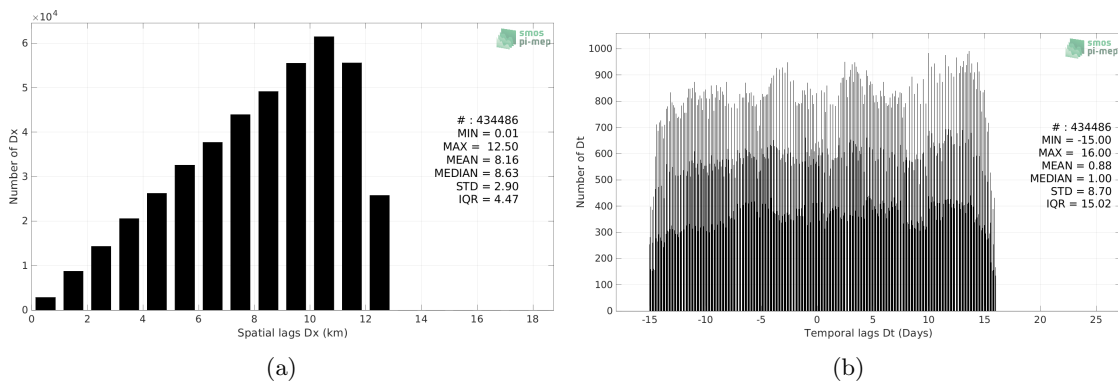 ×10⁴
6
5
4
3
2
1
0
Number of Dx
0 2 4 6 8 10 12 14 16 18
Spatial lags Dx (km)
smos
pi-mep
# : 434486
MIN = 0.01
MAX = 12.50
MEAN = 8.16
MEDIAN = 8.63
STD = 2.90
IQR = 4.47
(a)
1000
900
800
700
600
500
400
300
200
100
0
Number of Dt
-15 -10 -5 0 5 10 15 20 25
Temporal lags Dt (Days)
smos
pi-mep
# : 434486
MIN = -15.00
MAX = 16.00
MEAN = 0.88
MEDIAN = 1.00
STD = 8.70
IQR = 15.02
(b)